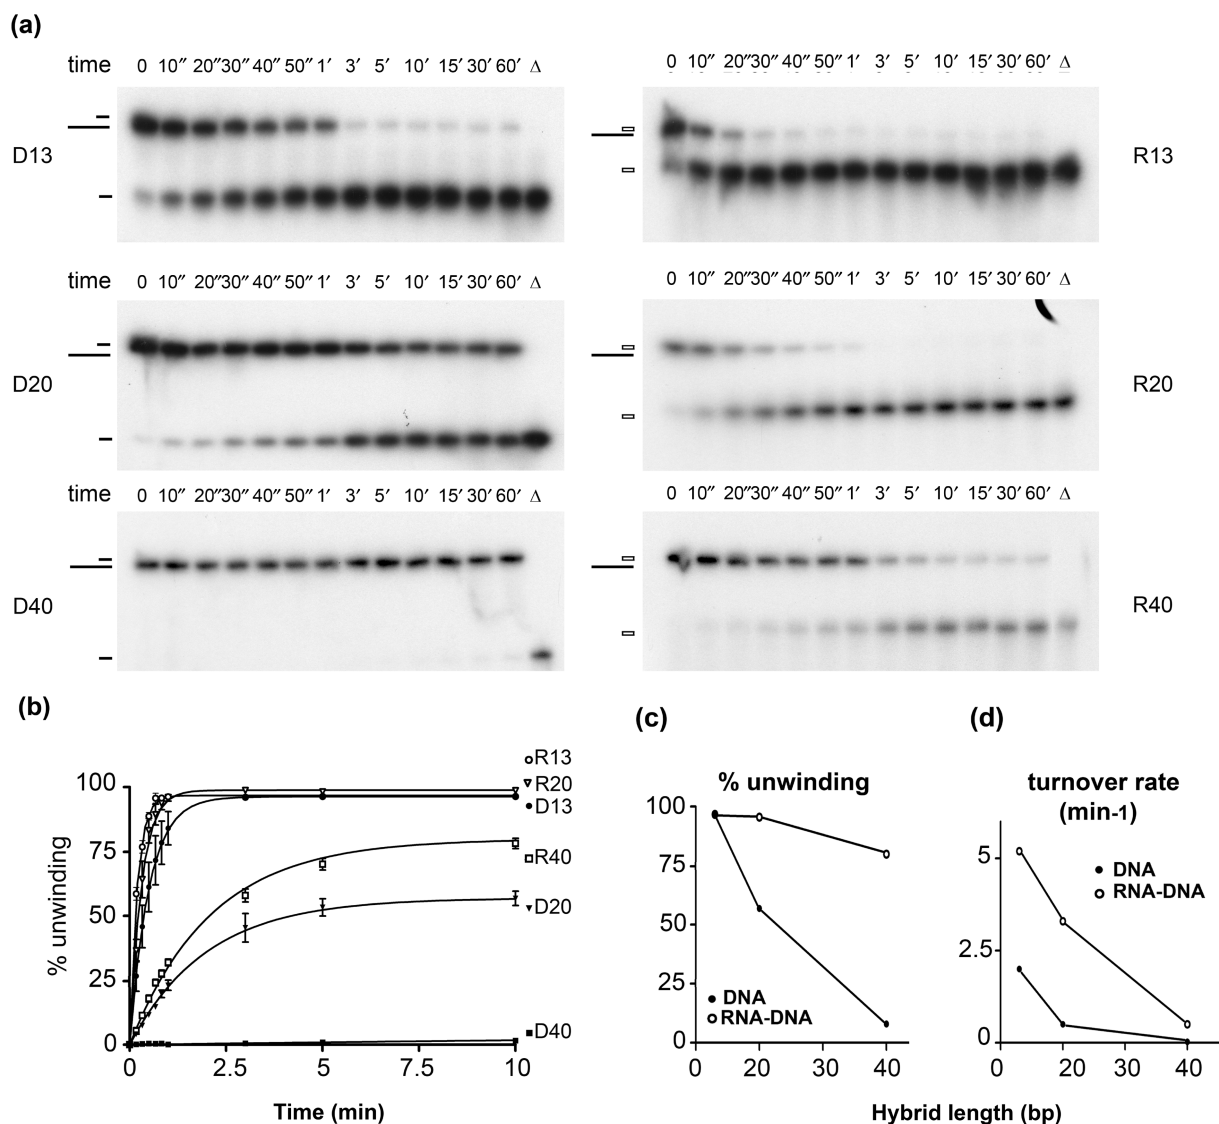 (a)
time 0 10″ 20″ 30″ 40″ 50″ 1′ 3′ 5′ 10′ 15′ 30′ 60′ Δ
D13
0 10″ 20″ 30″ 40″ 50″ 1′ 3′ 5′ 10′ 15′ 30′ 60′ Δ
R13
time 0 10″ 20″ 30″ 40″ 50″ 1′ 3′ 5′ 10′ 15′ 30′ 60′ Δ
D20
0 10″ 20″ 30″ 40″ 50″ 1′ 3′ 5′ 10′ 15′ 30′ 60′ Δ
R20
time 0 10″ 20″ 30″ 40″ 50″ 1′ 3′ 5′ 10′ 15′ 30′ 60′ Δ
D40
0 10″ 20″ 30″ 40″ 50″ 1′ 3′ 5′ 10′ 15′ 30′ 60′ Δ
R40
(b)
% unwinding
100
75
50
25
0
0 2.5 5 7.5 10
Time (min)
R13
R20
D13
R40
D20
D40
(c)
% unwinding
100
75
50
25
0
DNA
RNA-DNA
0 10 20 30 40
(d)
turnover rate
(min-1)
5
2.5
0
DNA
RNA-DNA
0 10 20 30 40
Hybrid length (bp)